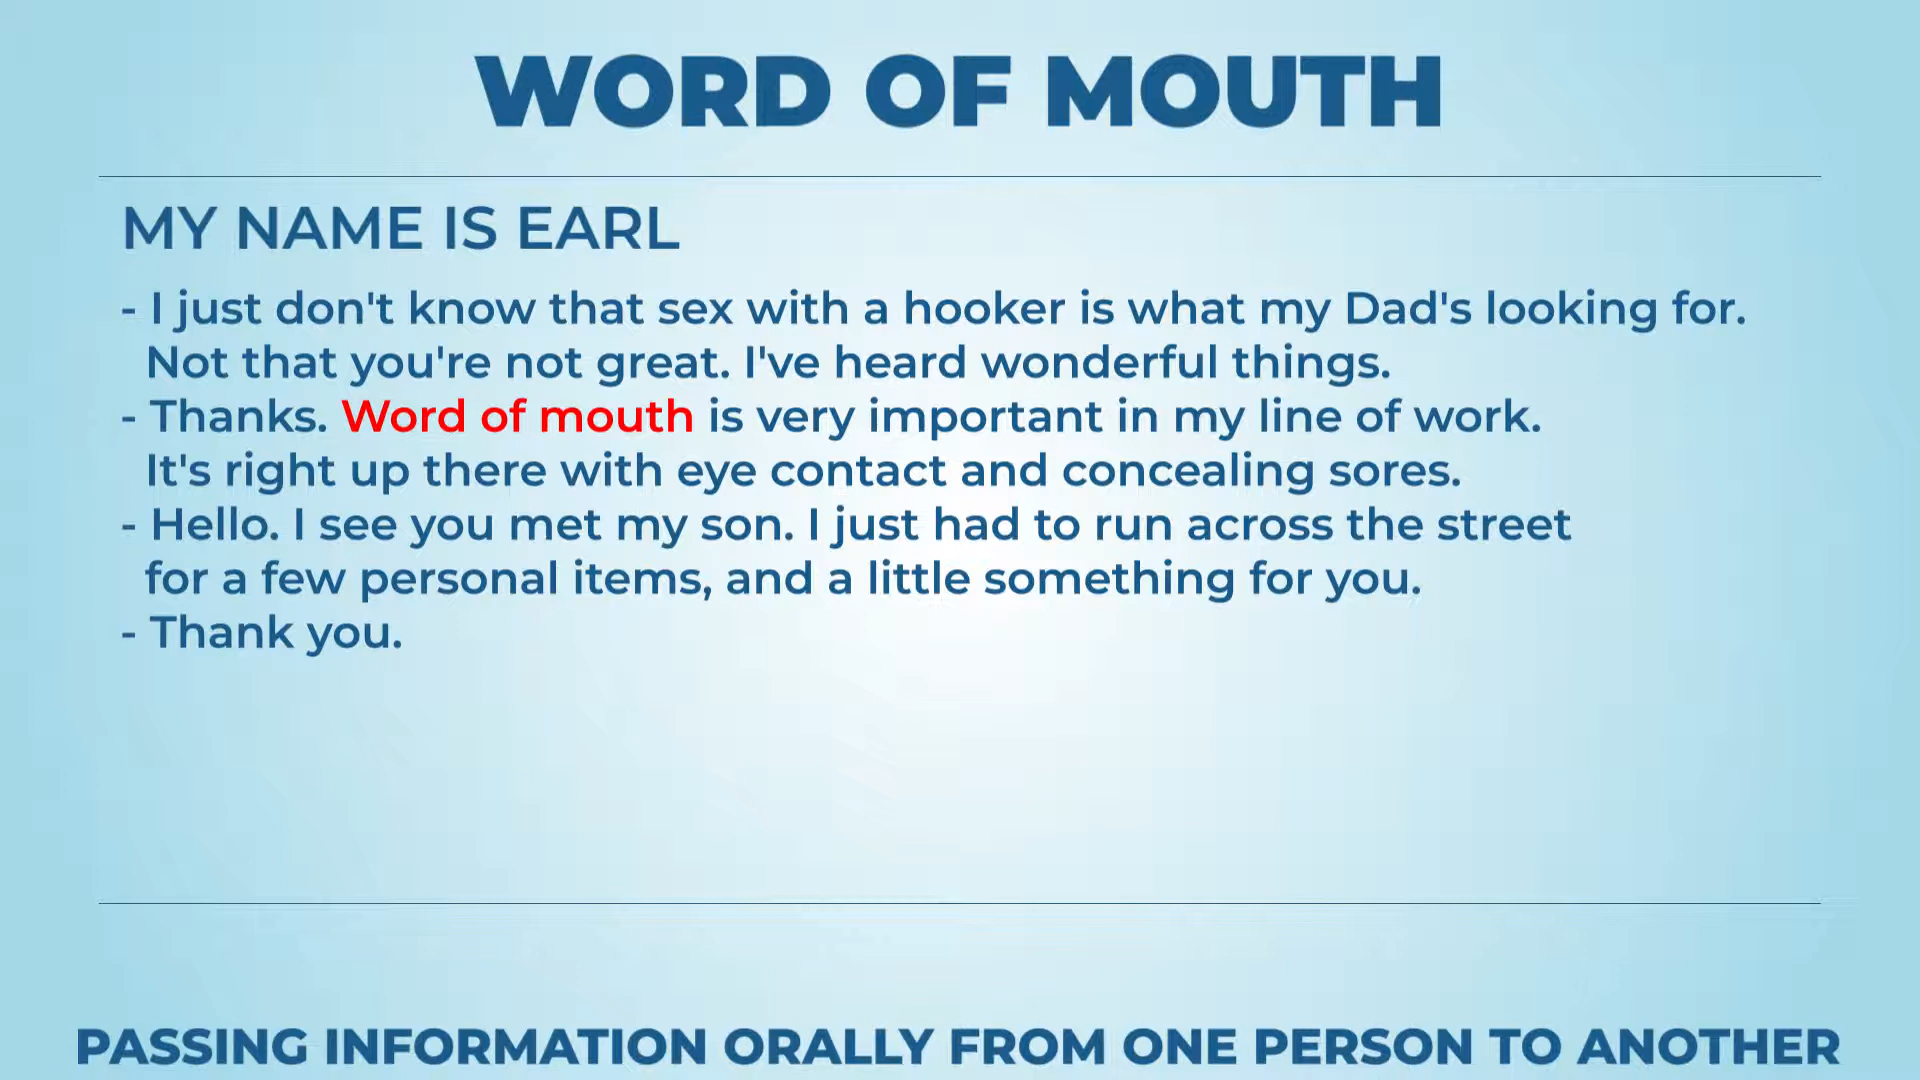 WORD OF MOUTH
MY NAME IS EARL
- I just don't know that sex with a hooker is what my Dad's looking for.
Not that you're not great. I've heard wonderful things.
- Thanks. Word of mouth is very important in my line of work.
It's right up there with eye contact and concealing sores.
- Hello. I see you met my son. I just had to run across the street
for a few personal items, and a little something for you.
- Thank you.
PASSING INFORMATION ORALLY FROM ONE PERSON TO ANOTHER